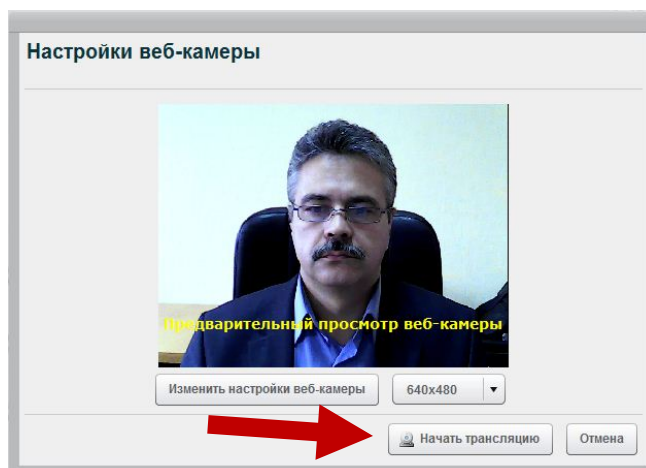 Настройки веб-камеры
Предварительный просмотр веб-камеры
Изменить настройки веб-камеры
640x480
Начать трансляцию
Отмена